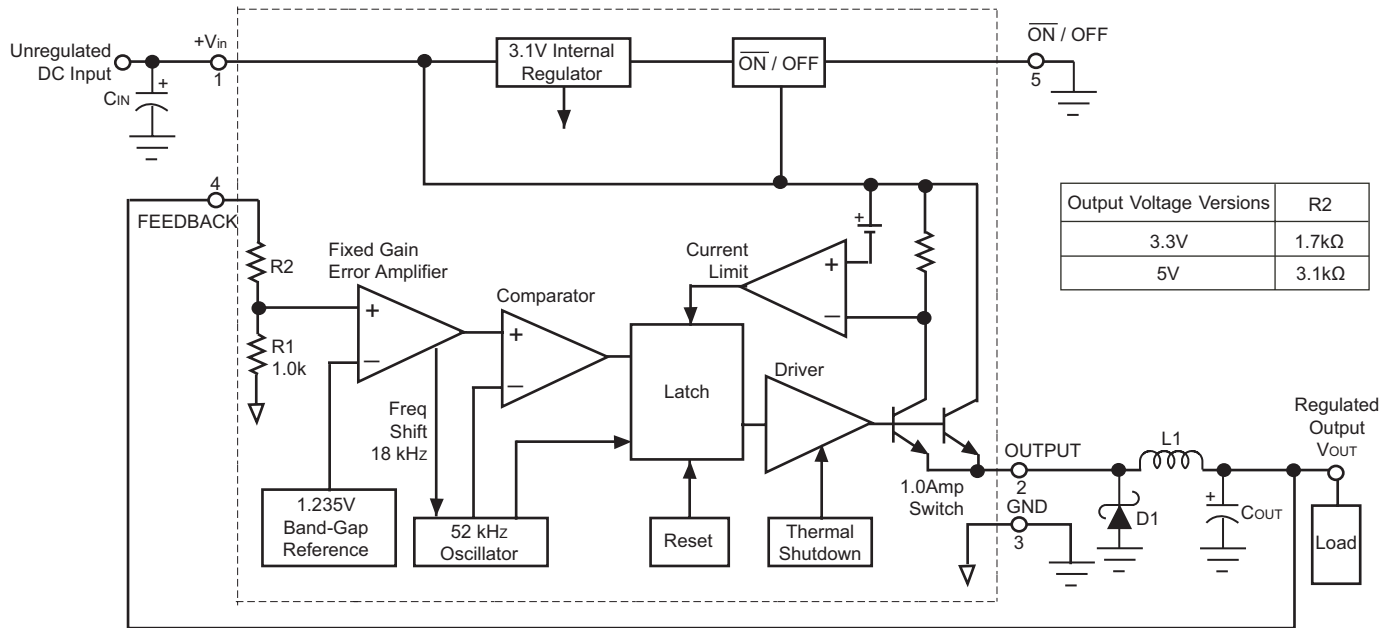 Unregulated
DC Input
+Vin
1
CIN
+
3.1V Internal
Regulator
ON / OFF
ON / OFF
5
4
FEEDBACK
R2
R1
1.0k
Fixed Gain
Error Amplifier
+
−
Comparator
+
−
Current
Limit
+
−
+
Output Voltage Versions R2
3.3V 1.7kΩ
5V 3.1kΩ
Freq
Shift
18 kHz
Latch
Driver
1.235V
Band-Gap
Reference
52 kHz
Oscillator
Reset
Thermal
Shutdown
1.0Amp
Switch
OUTPUT
2
GND
3
L1
D1
+
COUT
Regulated
Output
VOUT
Load